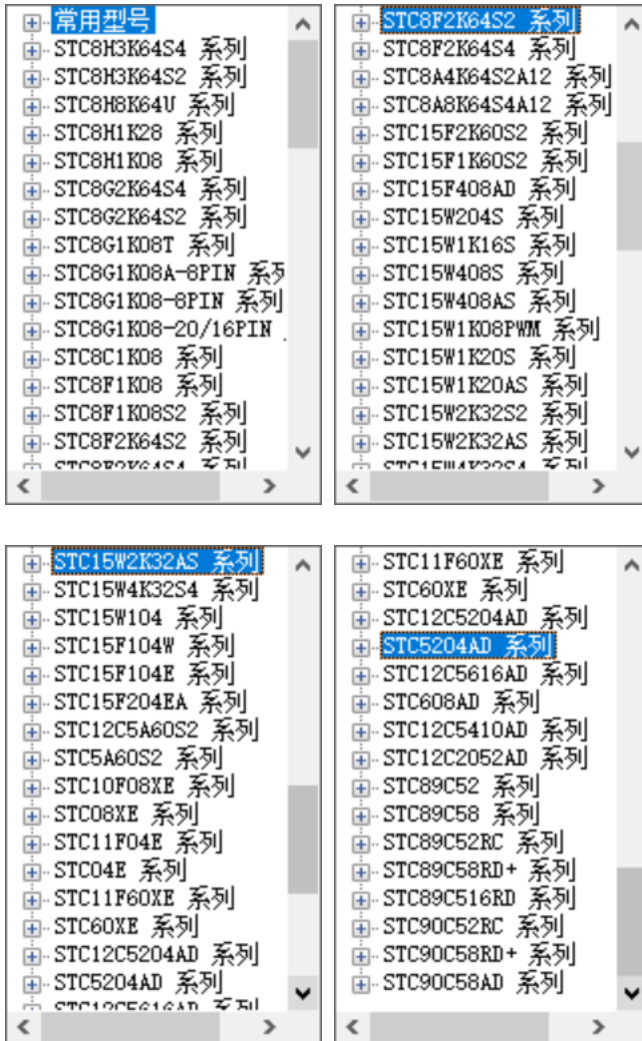 常用型号
STC8H3K64S4 系列
STC8H3K64S2 系列
STC8H8K64U 系列
STC8H1K28 系列
STC8H1K08 系列
STC8G2K64S4 系列
STC8G2K64S2 系列
STC8G1K08T 系列
STC8G1K08A-8PIN 系列
STC8G1K08-8PIN 系列
STC8G1K08-20/16PIN
STC8C1K08 系列
STC8F1K08 系列
STC8F1K08S2 系列
STC8F2K64S2 系列
STC8F2K64S4 系列
STC8F2K64S2 系列
STC8F2K64S4 系列
STC8A4K64S2A12 系列
STC8A8K64S4A12 系列
STC15F2K60S2 系列
STC15F1K60S2 系列
STC15F408AD 系列
STC15W204S 系列
STC15W1K16S 系列
STC15W408S 系列
STC15W408AS 系列
STC15W1K08PWM 系列
STC15W1K20S 系列
STC15W1K20AS 系列
STC15W2K32S2 系列
STC15W2K32AS 系列
STC15W4K32S4 系列
STC15W2K32AS 系列
STC15W4K32S4 系列
STC15W104 系列
STC15F104W 系列
STC15F104E 系列
STC15F204EA 系列
STC12C5A60S2 系列
STC5A60S2 系列
STC10F08XE 系列
STC08XE 系列
STC11F04E 系列
STC04E 系列
STC11F60XE 系列
STC60XE 系列
STC12C5204AD 系列
STC5204AD 系列
STC12C5616AD 系列
STC11F60XE 系列
STC60XE 系列
STC12C5204AD 系列
STC5204AD 系列
STC12C5616AD 系列
STC608AD 系列
STC12C5410AD 系列
STC12C2052AD 系列
STC89C52 系列
STC89C58 系列
STC89C52RC 系列
STC89C58RD+ 系列
STC89C516RD 系列
STC90C52RC 系列
STC90C58RD+ 系列
STC90C58AD 系列